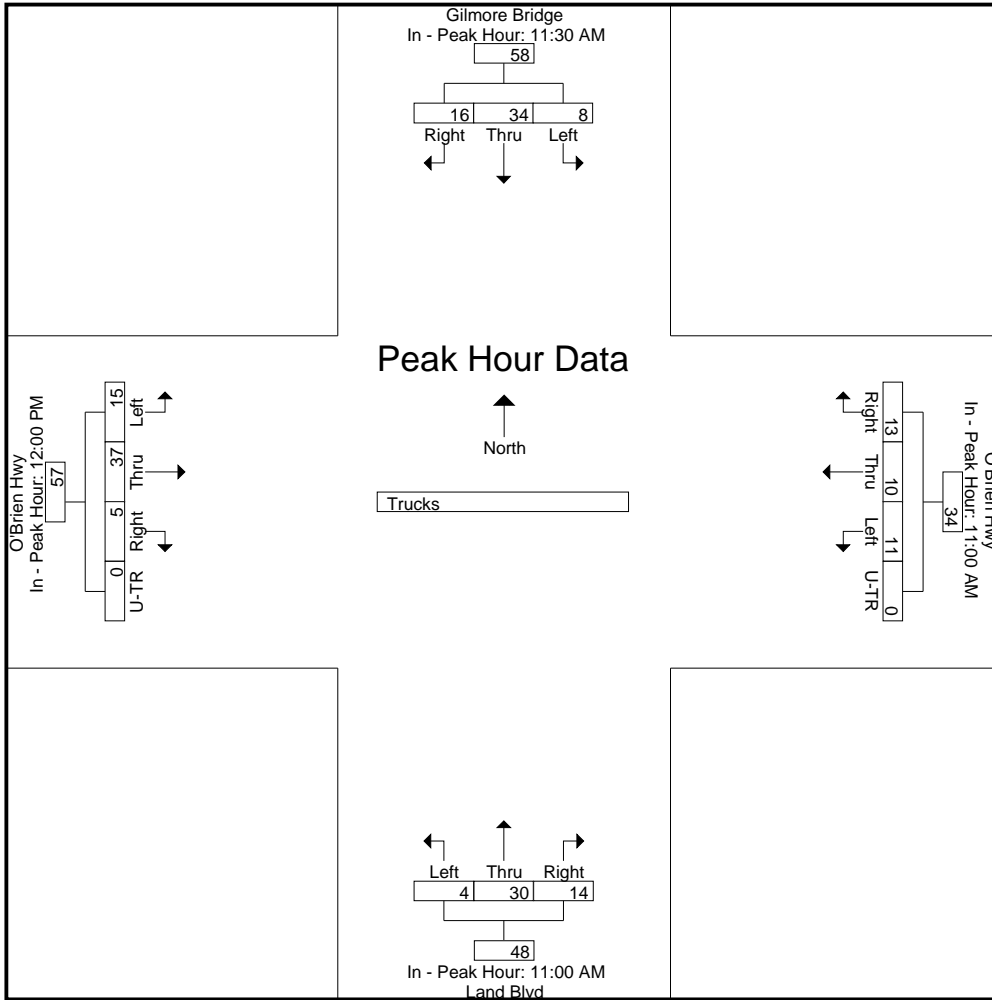 Gilmore Bridge
In - Peak Hour: 11:30 AM
58
16 34 8
Right Thru Left
Peak Hour Data
North
Trucks
O'Brien Hwy
In - Peak Hour: 12:00 PM
57
15 37 5 0
Left Thru Right U-TR
O'Brien Hwy
In - Peak Hour: 11:00 AM
34
13 10 11 0
Right Thru Left U-TR
Left Thru Right
4 30 14
48
In - Peak Hour: 11:00 AM
Land Blvd